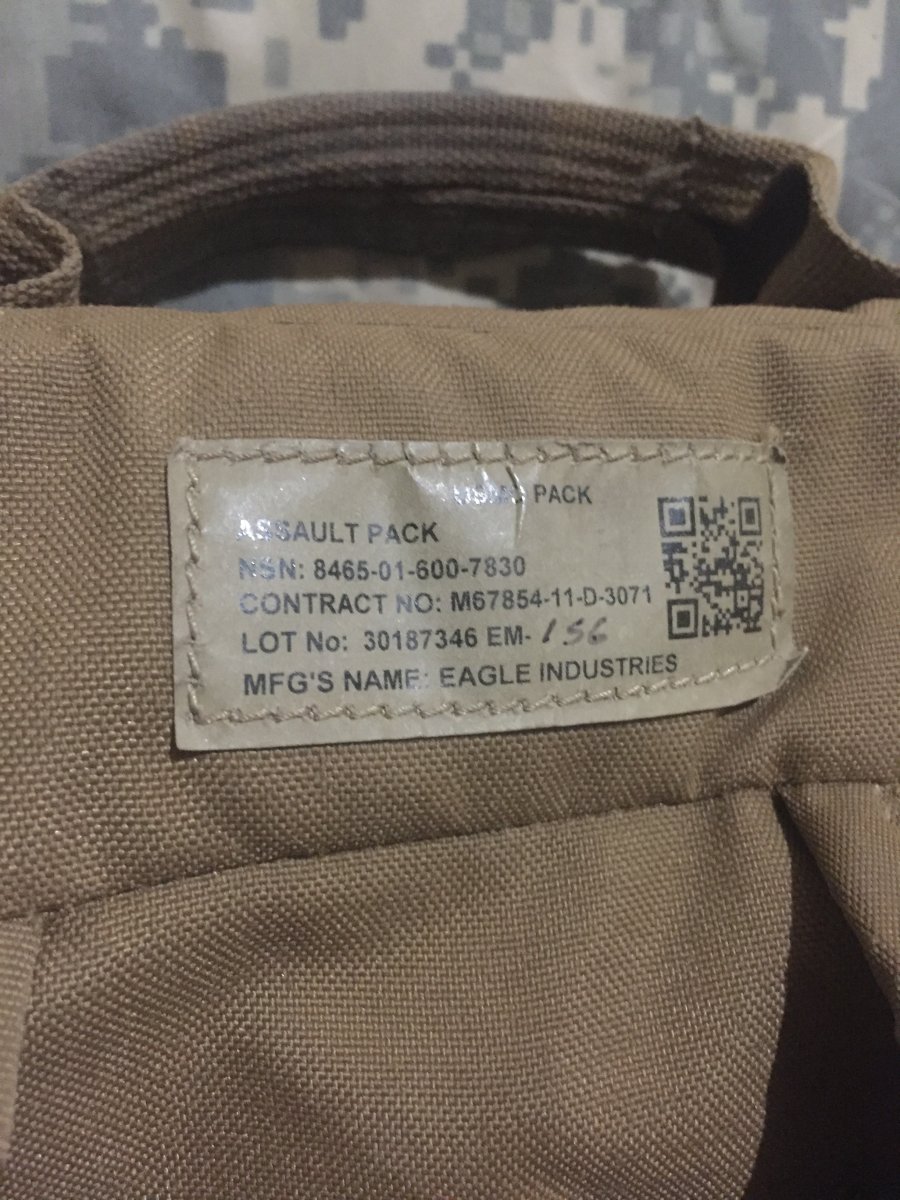 USMC PACK
ASSAULT PACK
NSN: 8465-01-600-7830
CONTRACT NO: M67854-11-D-3071
LOT No: 30187346 EM- 156
MFG'S NAME: EAGLE INDUSTRIES